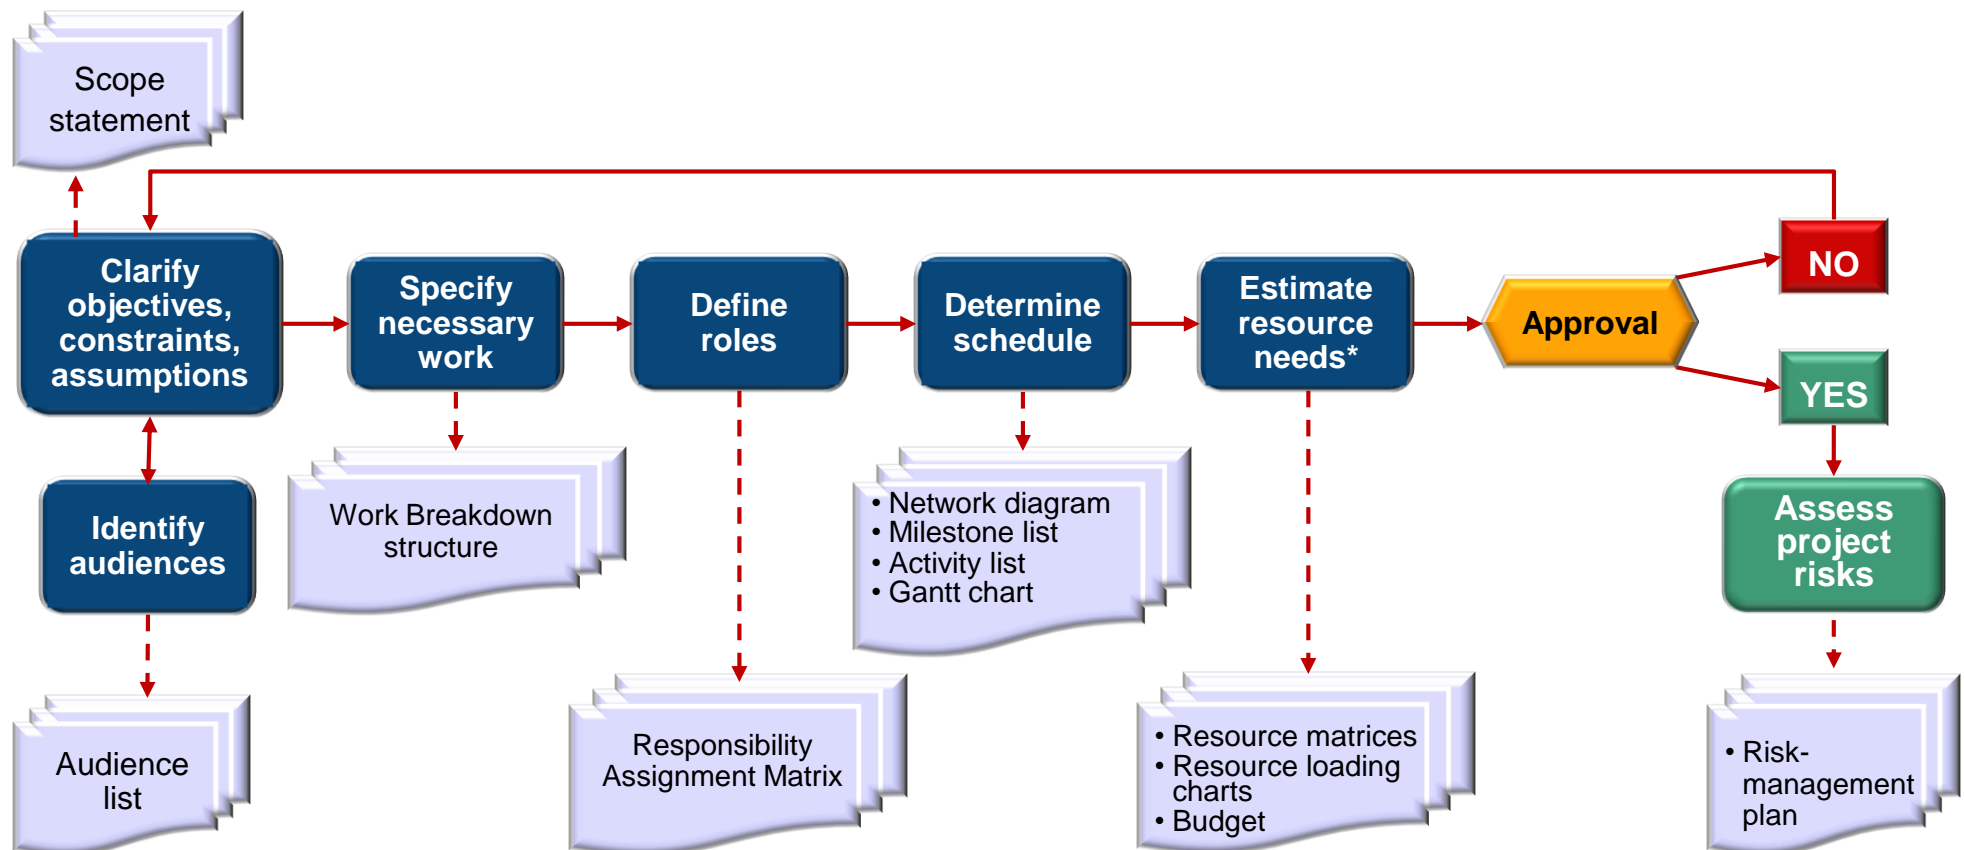 Scope
statement
Clarify
objectives,
constraints,
assumptions
Specify
necessary
work
Define
roles
Determine
schedule
Estimate
resource
needs*
Approval
NO
YES
Identify
audiences
Work Breakdown
structure
• Network diagram
• Milestone list
• Activity list
• Gantt chart
Assess
project
risks
Audience
list
Responsibility
Assignment Matrix
• Resource matrices
• Resource loading
charts
• Budget
• Risk-
management
plan